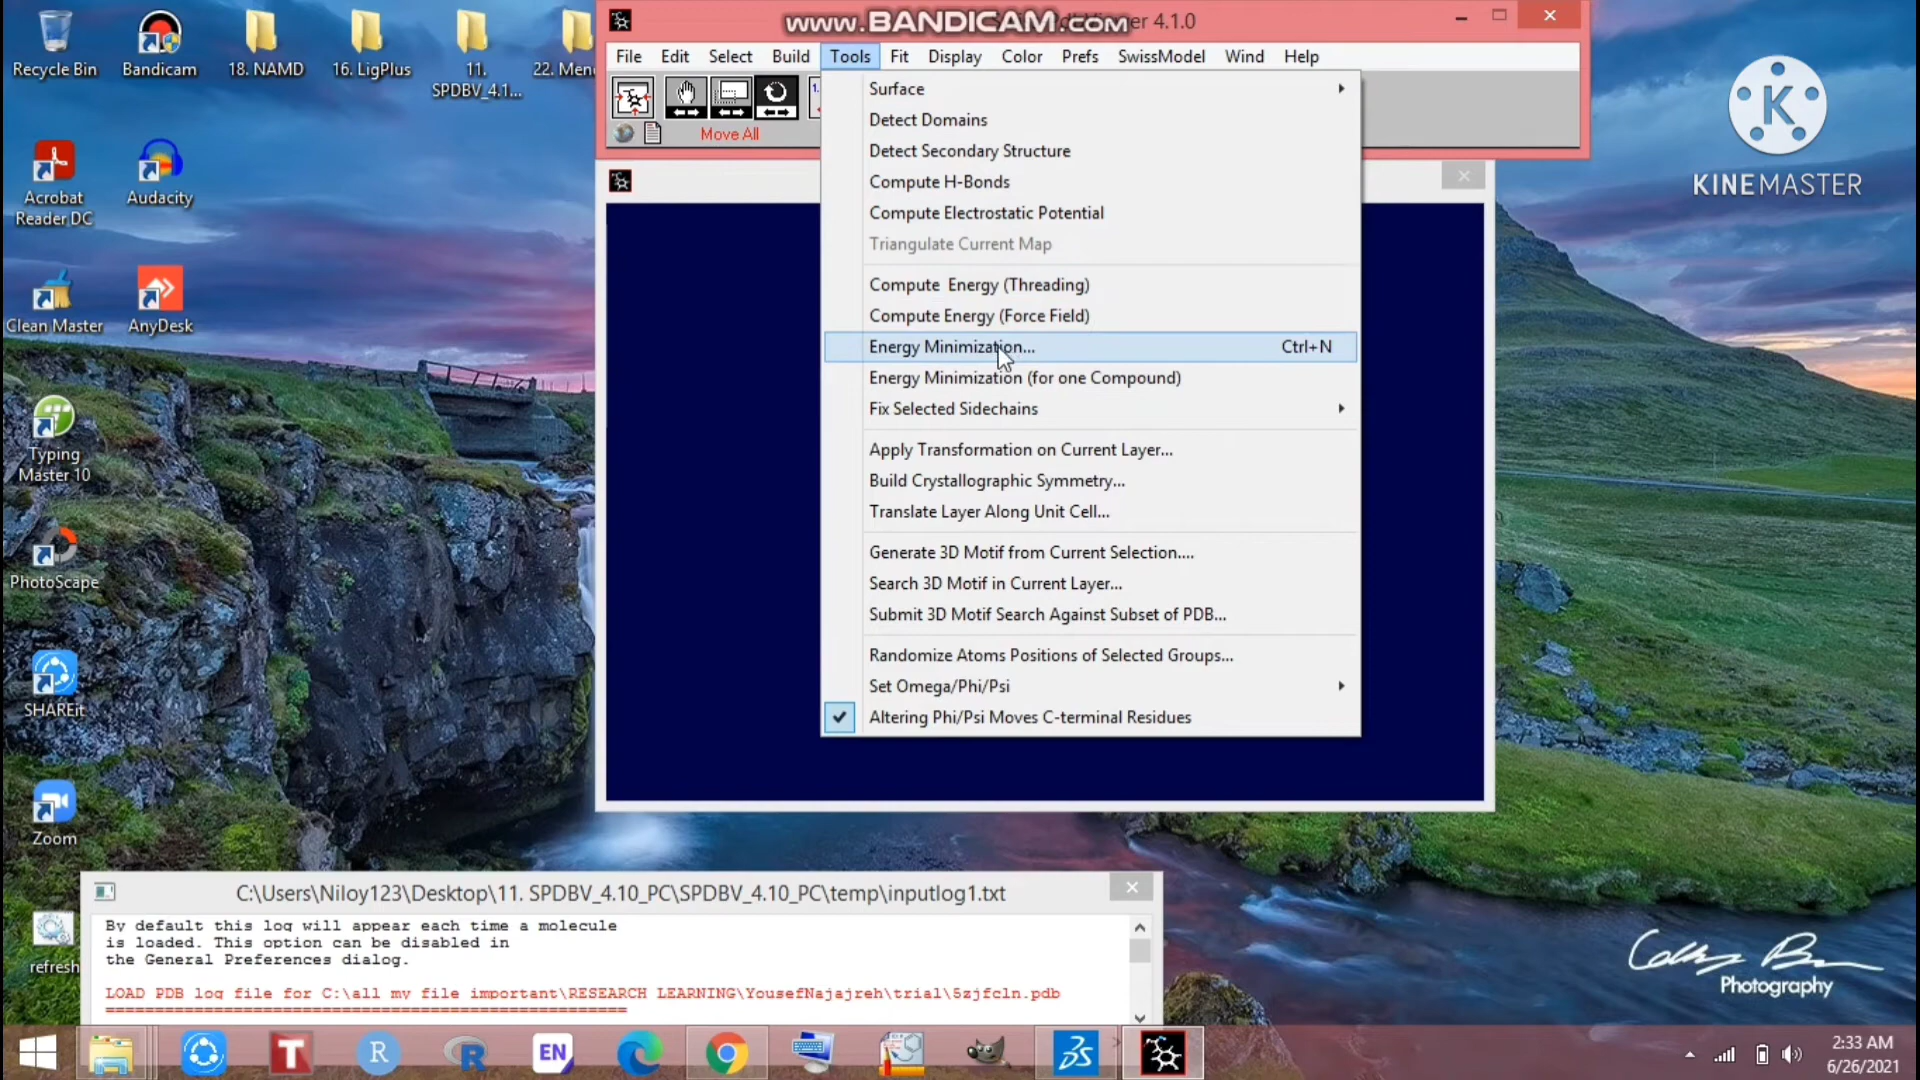 Recycle Bin
Bandicam
18. NAMD
16. LigPlus
11.
SPDBV_4.1...
22. Men
Acrobat
Reader DC
Audacity
Clean Master
AnyDesk
Typing
Master 10
PhotoScape
SHAREit
Zoom
refresh
www.BANDICAM.com
er 4.1.0
File Edit Select Build Tools Fit Display Color Prefs SwissModel Wind Help
Move All
Surface
Detect Domains
Detect Secondary Structure
Compute H-Bonds
Compute Electrostatic Potential
Triangulate Current Map
Compute Energy (Threading)
Compute Energy (Force Field)
Energy Minimization... Ctrl+N
Energy Minimization (for one Compound)
Fix Selected Sidechains
Apply Transformation on Current Layer...
Build Crystallographic Symmetry...
Translate Layer Along Unit Cell...
Generate 3D Motif from Current Selection....
Search 3D Motif in Current Layer...
Submit 3D Motif Search Against Subset of PDB...
Randomize Atoms Positions of Selected Groups...
Set Omega/Phi/Psi
Altering Phi/Psi Moves C-terminal Residues
K
KINEMASTER
C:\Users\Niloy123\Desktop\11. SPDBV_4.10_PC\SPDBV_4.10_PC\temp\inputlog1.txt
By default this log will appear each time a molecule
is loaded. This option can be disabled in
the General Preferences dialog.
LOAD PDB log file for C:\all my file important\RESEARCH LEARNING\YousefNajajreh\trial\5zjfcln.pdb
=====================================================
Photography
T
R
R
EN
2:33 AM
6/26/2021